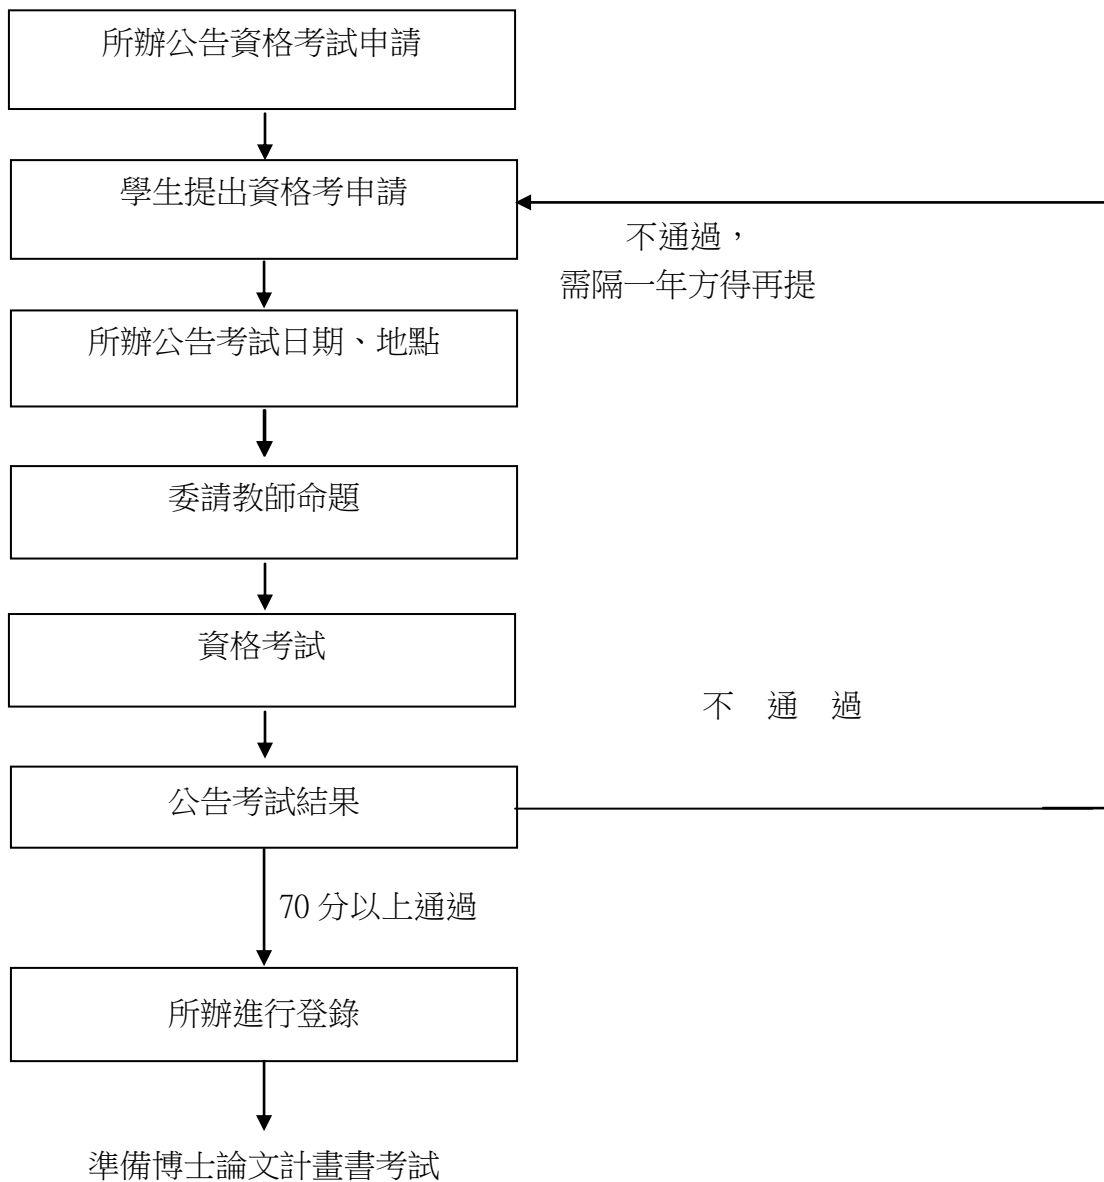 所辦公告資格考試申請
學生提出資格考申請
不通過，
需隔一年方得再提
所辦公告考試日期、地點
委請教師命題
資格考試
不 通 過
公告考試結果
70 分以上通過
所辦進行登錄
準備博士論文計畫書考試